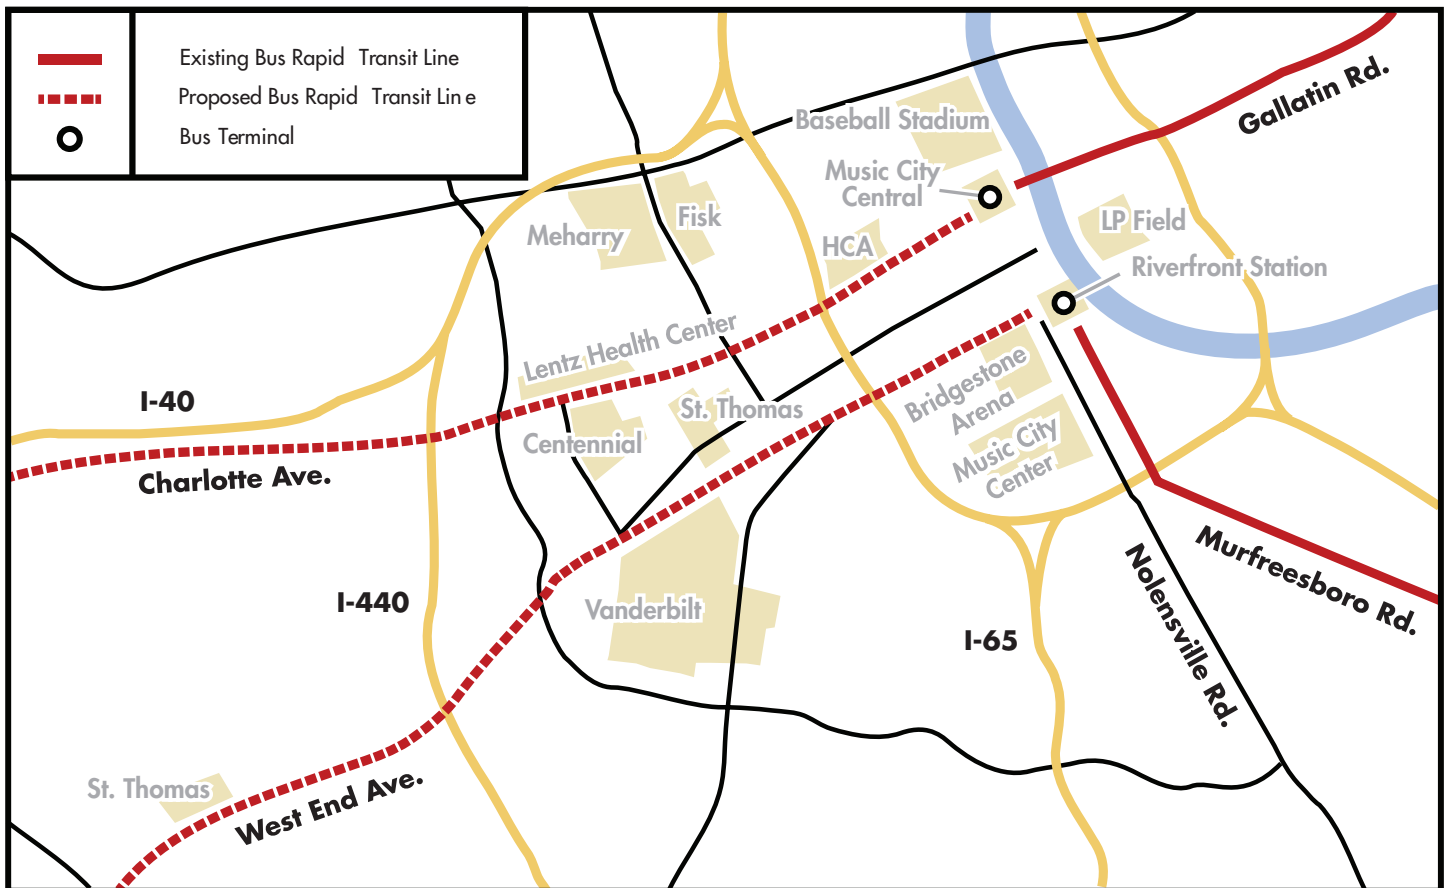 Existing Bus Rapid Transit Line
Proposed Bus Rapid Transit Line
Bus Terminal
Gallatin Rd.
Baseball Stadium
Music City
Central
Fisk
Meharry
HCA
LP Field
Riverfront Station
Lentz Health Center
Bridgestone
Arena
I-40
St. Thomas
Centennial
Music City
Center
Charlotte Ave.
Murfreesboro Rd.
Nolensville Rd.
I-440
Vanderbilt
I-65
St. Thomas
West End Ave.